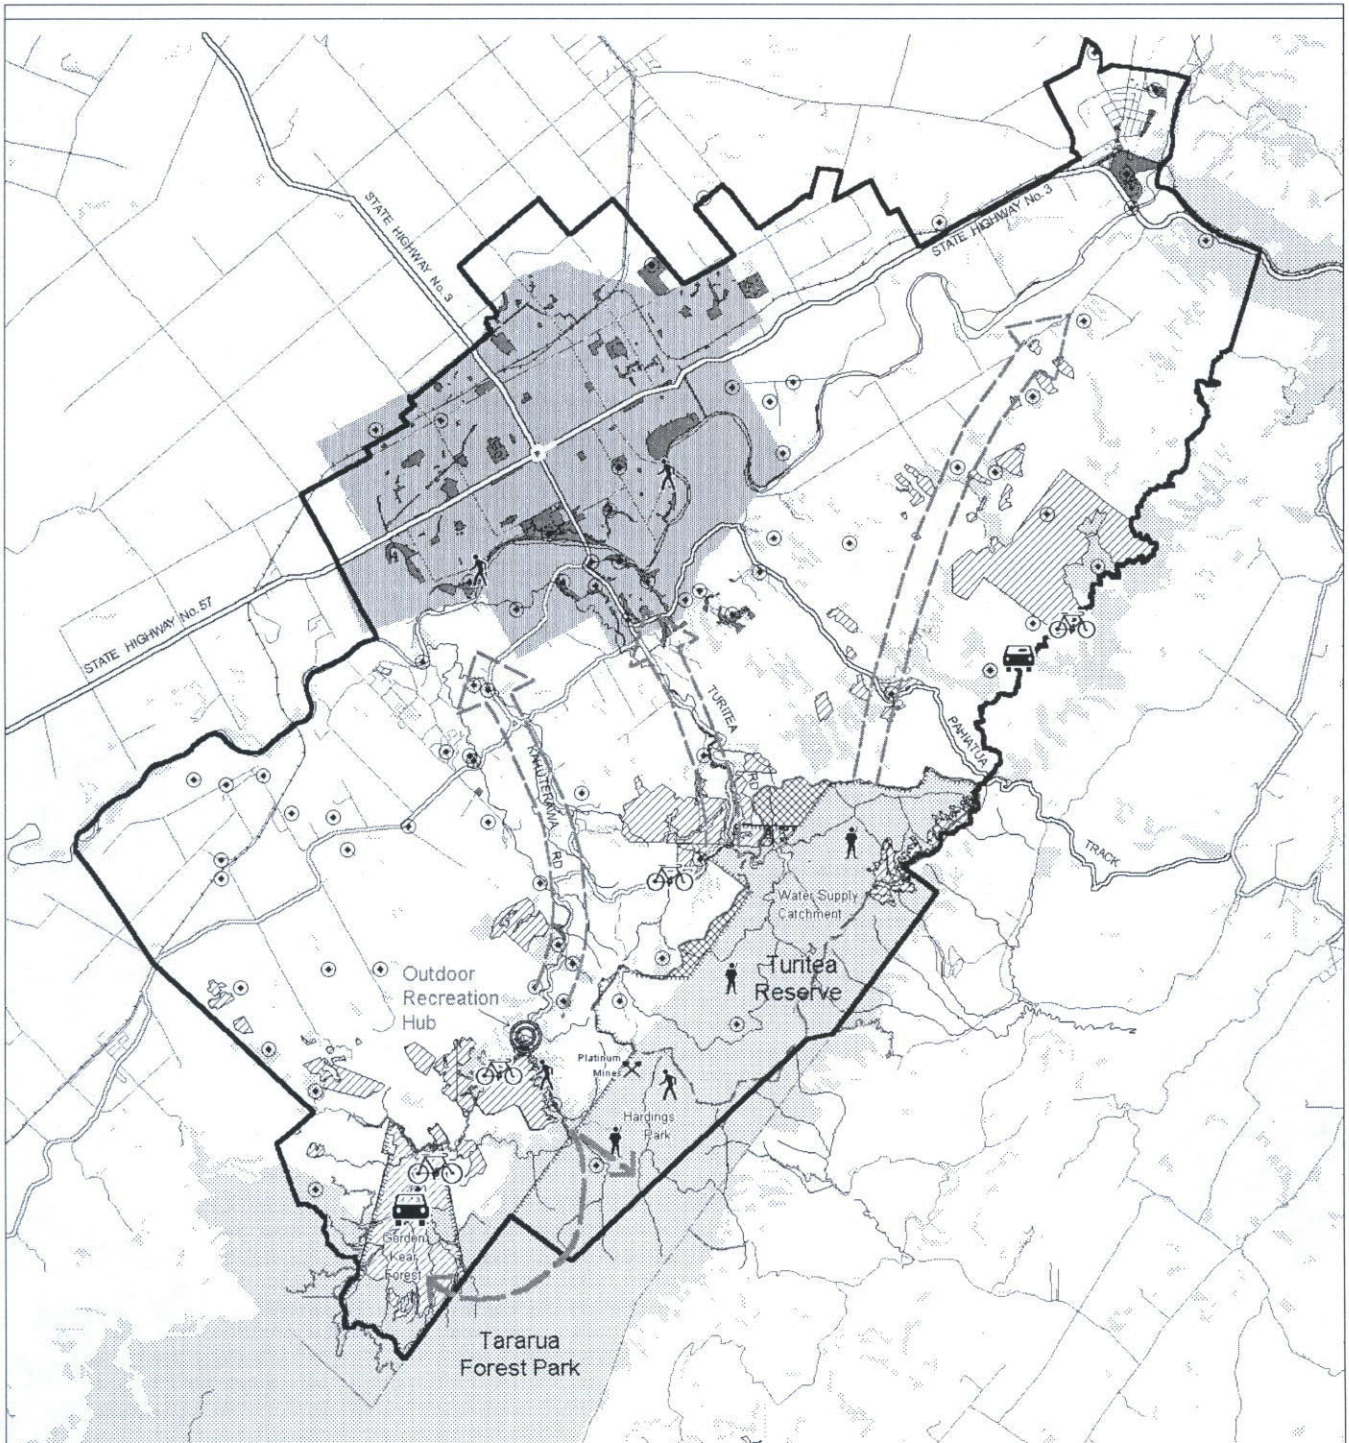 STATE HIGHWAY No. 3
STATE HIGHWAY No. 3
STATE HIGHWAY No. 57
TURITEA
RD
KAHUTERAWA
RD
PAHIATUA
TRACK
Water Supply
Catchment
Turitea
Reserve
Outdoor
Recreation
Hub
Platinum
Mines
Hardings
Park
Gordon
Kear
Forest
Tararua
Forest Park